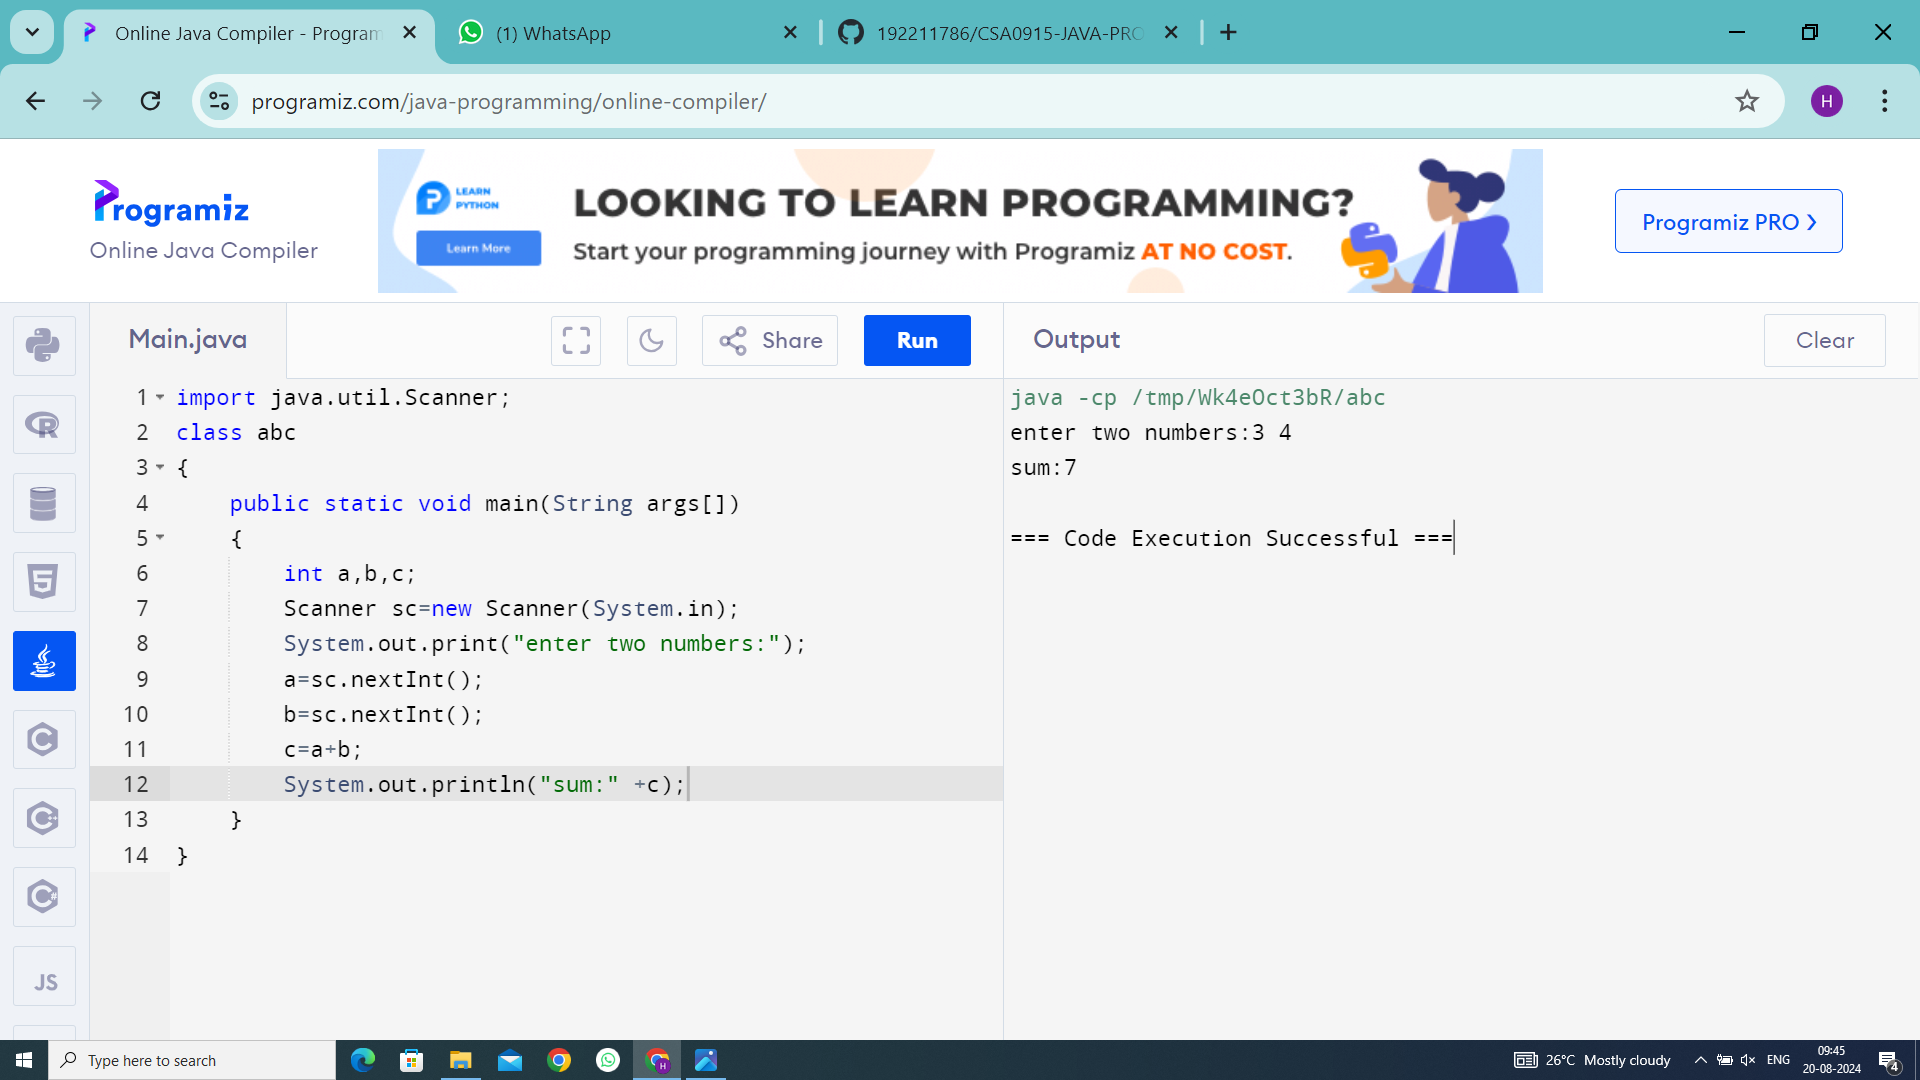 Online Java Compiler - Program
(1) WhatsApp
192211786/CSA0915-JAVA-PRO
programiz.com/java-programming/online-compiler/
H
Programiz
Online Java Compiler
LEARN
PYTHON
Learn More
LOOKING TO LEARN PROGRAMMING?
Start your programming journey with Programiz AT NO COST.
Programiz PRO
Main.java
Share
Run
Output
Clear
1 import java.util.Scanner;
2 class abc
3 {
4 public static void main(String args[])
5 {
6 int a,b,c;
7 Scanner sc=new Scanner(System.in);
8 System.out.print("enter two numbers:");
9 a=sc.nextInt();
10 b=sc.nextInt();
11 c=a+b;
12 System.out.println("sum:" +c);
13 }
14 }
java -cp /tmp/Wk4eOct3bR/abc
enter two numbers:3 4
sum:7
=== Code Execution Successful ===
R
5
C
C++
C#
JS
Type here to search
H
26°C Mostly cloudy
ENG
09:45
20-08-2024
4